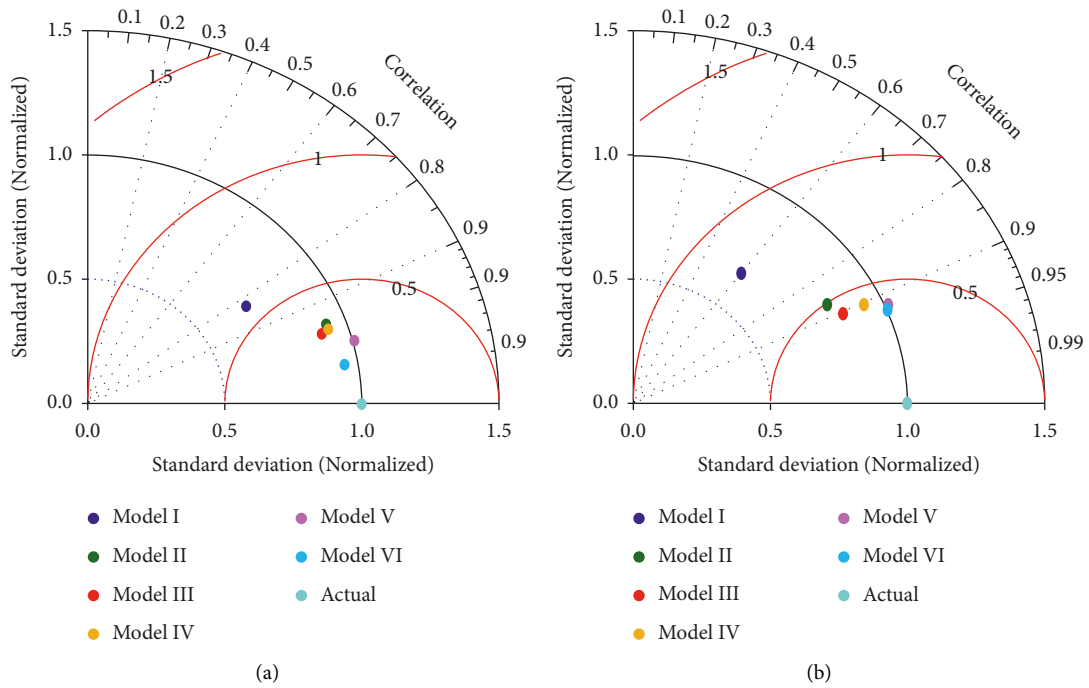 1.5
0.1
0.2
0.3
0.4
0.5
0.6
0.7
0.8
0.9
0.9
0.9
Correlation
1.5
1
0.5
1.0
0.5
0.0
Standard deviation (Normalized)
0.0
0.5
1.0
1.5
Standard deviation (Normalized)
Model I
Model II
Model III
Model IV
Model V
Model VI
Actual
(a)
1.5
0.1
0.2
0.3
0.4
0.5
0.6
0.7
0.8
0.9
0.95
0.99
Correlation
1.5
1
0.5
1.0
0.5
0.0
Standard deviation (Normalized)
0.0
0.5
1.0
1.5
Standard deviation (Normalized)
Model I
Model II
Model III
Model IV
Model V
Model VI
Actual
(b)